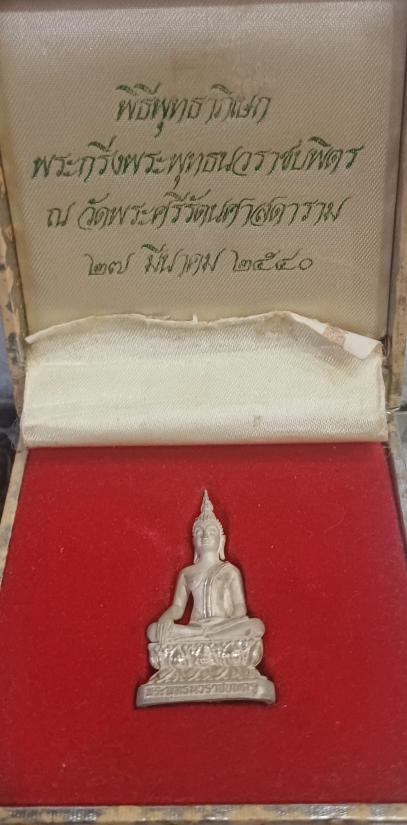 พิธีพุทธาภิเษก
พระกริ่งพระพุทธนวราชบพิตร
ณ วัดพระศรีรัตนศาสดาราม
๒๗ มีนาคม ๒๕๔๐
พระพุทธนวราชบพิตร